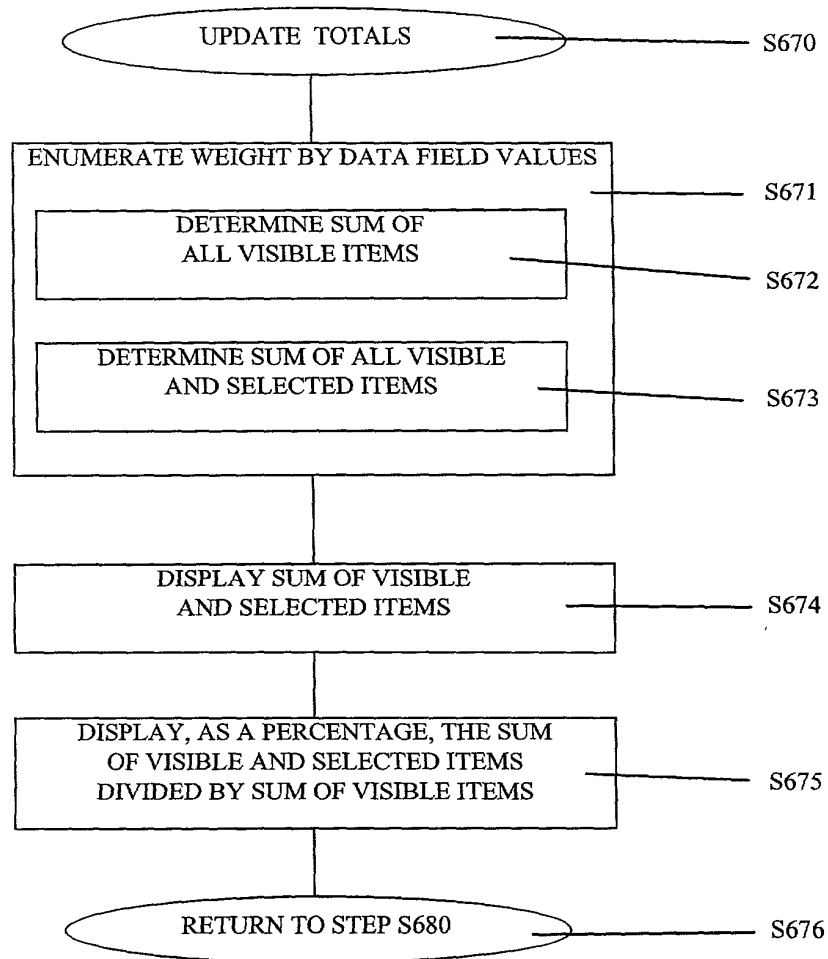 UPDATE TOTALS
S670
ENUMERATE WEIGHT BY DATA FIELD VALUES
S671
DETERMINE SUM OF
ALL VISIBLE ITEMS
S672
DETERMINE SUM OF ALL VISIBLE
AND SELECTED ITEMS
S673
DISPLAY SUM OF VISIBLE
AND SELECTED ITEMS
S674
DISPLAY, AS A PERCENTAGE, THE SUM
OF VISIBLE AND SELECTED ITEMS
DIVIDED BY SUM OF VISIBLE ITEMS
S675
RETURN TO STEP S680
S676